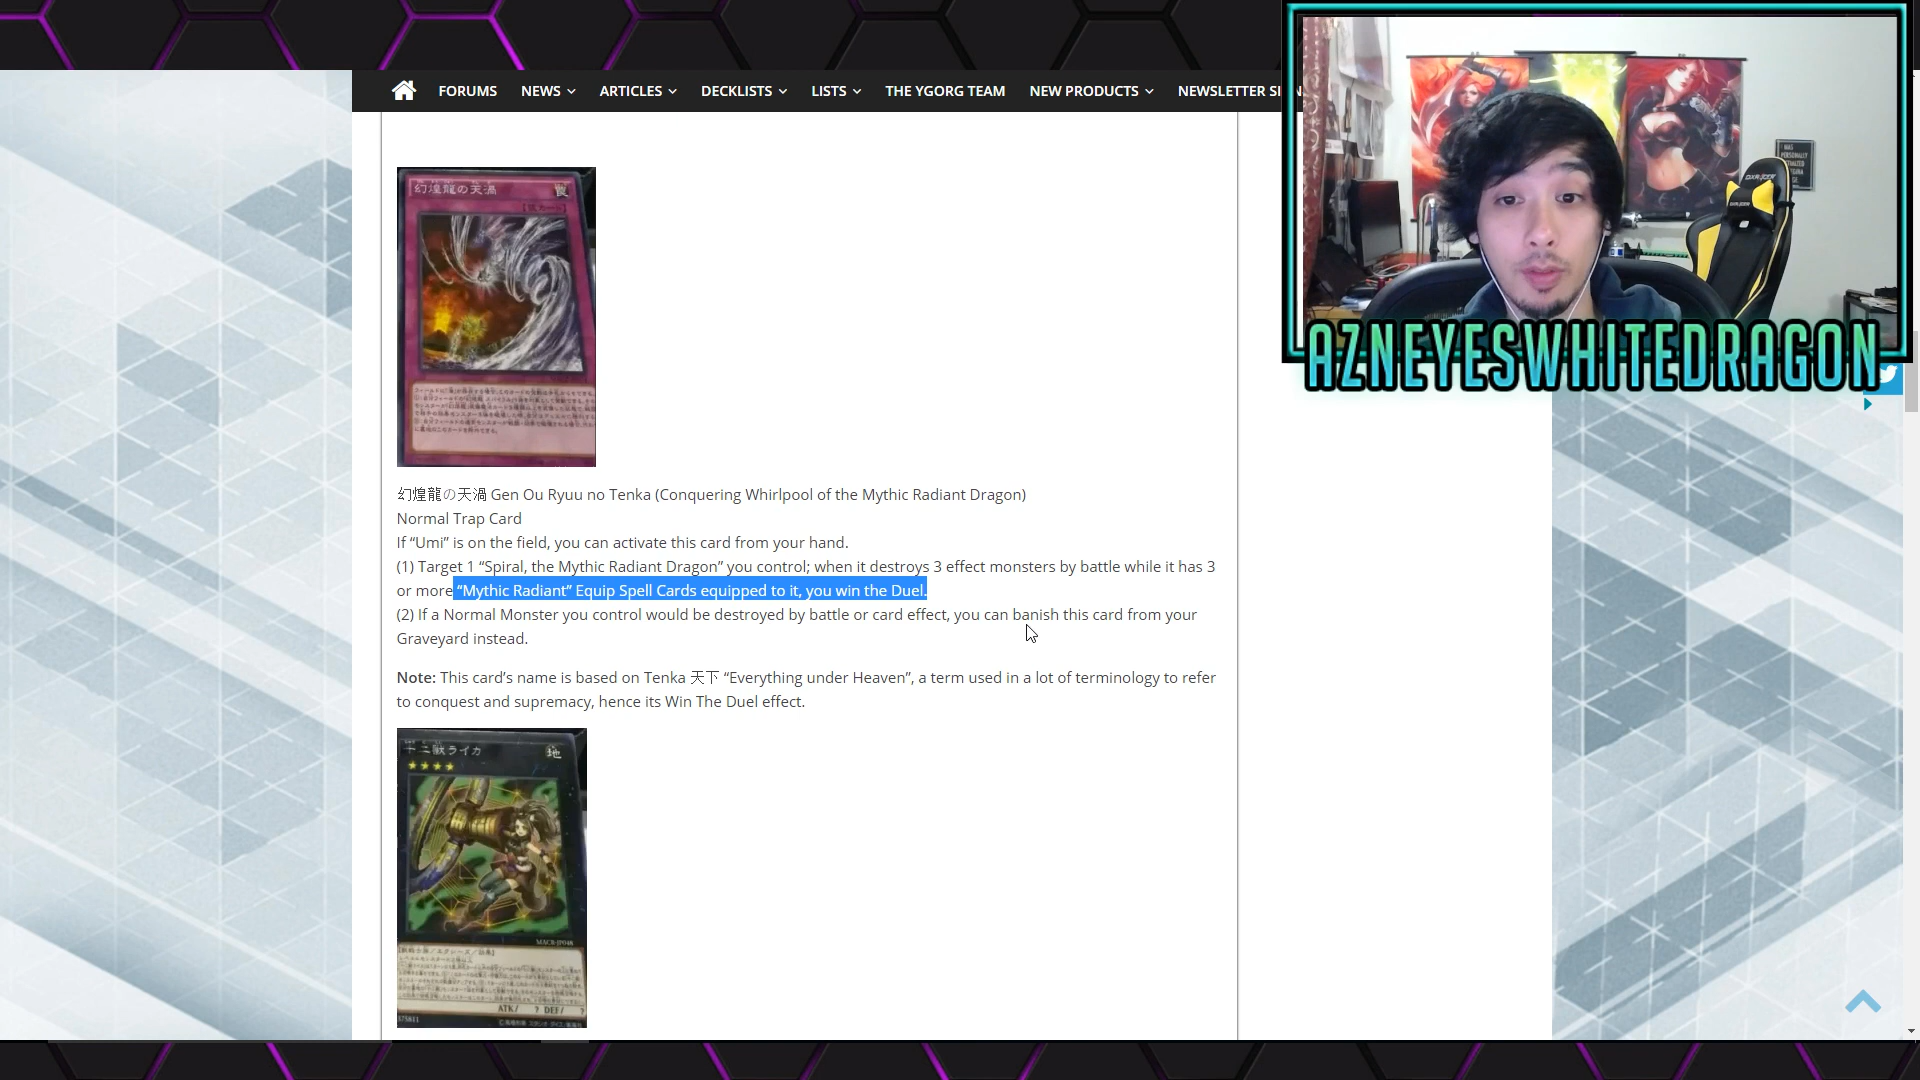 FORUMS NEWS ARTICLES DECKLISTS LISTS THE YGORG TEAM NEW PRODUCTS NEWSLETTER
幻煌龍の天渦
幻煌龍の天渦 Gen Ou Ryuu no Tenka (Conquering Whirlpool of the Mythic Radiant Dragon)
Normal Trap Card
If “Umi” is on the field, you can activate this card from your hand.
(1) Target 1 “Spiral, the Mythic Radiant Dragon” you control; when it destroys 3 effect monsters by battle while it has 3
or more “Mythic Radiant” Equip Spell Cards equipped to it, you win the Duel.
(2) If a Normal Monster you control would be destroyed by battle or card effect, you can banish this card from your
Graveyard instead.
Note: This card’s name is based on Tenka 天下 “Everything under Heaven”, a term used in a lot of terminology to refer
to conquest and supremacy, hence its Win The Duel effect.
十二獣ライカ
地
MACR-JP048
ATK/ ? DEF/ ?
AZNEYESWHITEDRAGON